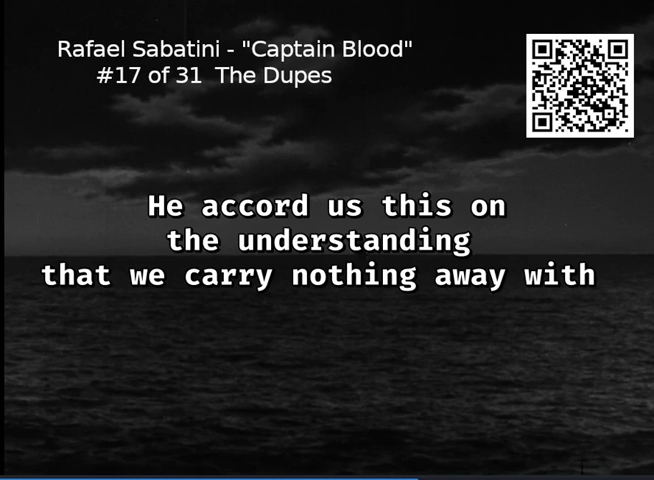 Rafael Sabatini - "Captain Blood"
#17 of 31 The Dupes
He accord us this on
the understanding
that we carry nothing away with